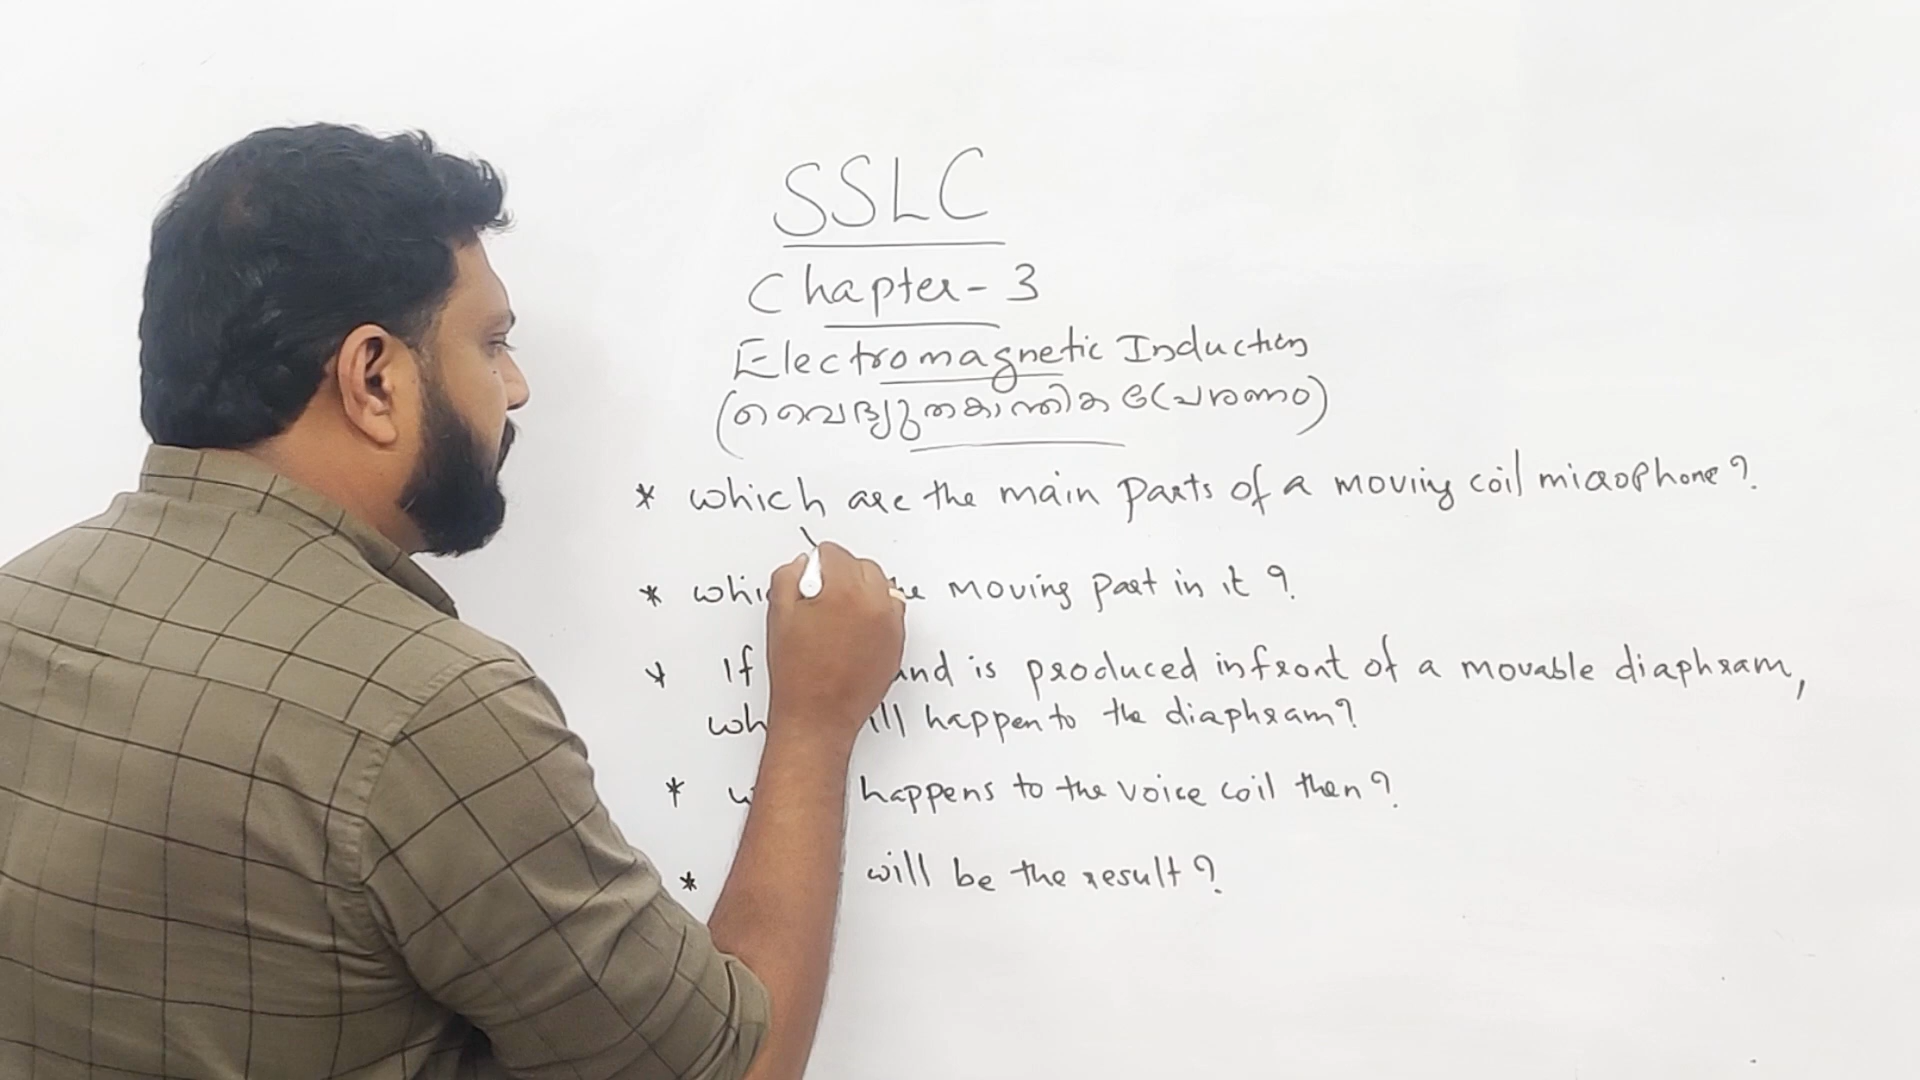 SSLC
Chapter-3
Electromagnetic Induction
(വൈദ്യുതകാന്തിക പ്രേരണം)
* which are the main parts of a moving coil microphone?
* moving part in it?
* If is produced infront of a movable diaphram,
happen to the diaphram?
* happens to the voice coil then?
* will be the result?